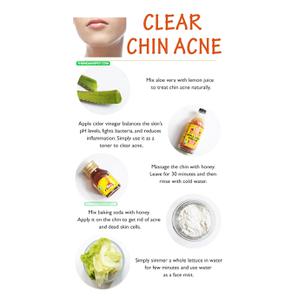 CLEAR
CHIN ACNE
Mix aloe vera with lemon juice
to treat chin acne naturally.
Apple cider vinegar balances the skin's
pH levels, fights, bacteria, and reduces
inflammation. Simply use it as a
toner to clear acne.
Massage the chin with honey
Leave for 30 minutes and then
rinse with cold water.
Mix baking soda with honey
Apply it on the chin to get rid of acne
and dead skin cells.
Simply simmer a whole lettuce in water
for few minutes and use water
as a face mist.